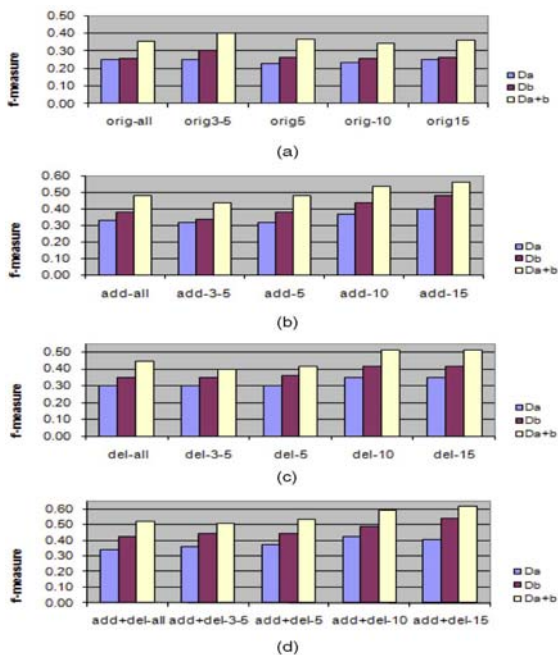 0.50
0.40
0.30
0.20
0.10
0.00
f-measure
orig-all orig3-5 orig5 orig-10 orig15
Da
Db
Da+b
(a)
0.60
0.50
0.40
0.30
0.20
0.10
0.00
f-measure
add-all add-3-5 add-5 add-10 add-15
Da
Db
Da+b
(b)
0.50
0.40
0.30
0.20
0.10
0.00
f-measure
del-all del-3-5 del-5 del-10 del-15
Da
Db
Da+b
(c)
0.60
0.50
0.40
0.30
0.20
0.10
0.00
f-measure
add+del-all add+del-3-5 add+del-5 add+del-10 add+del-15
Da
Db
Da+b
(d)